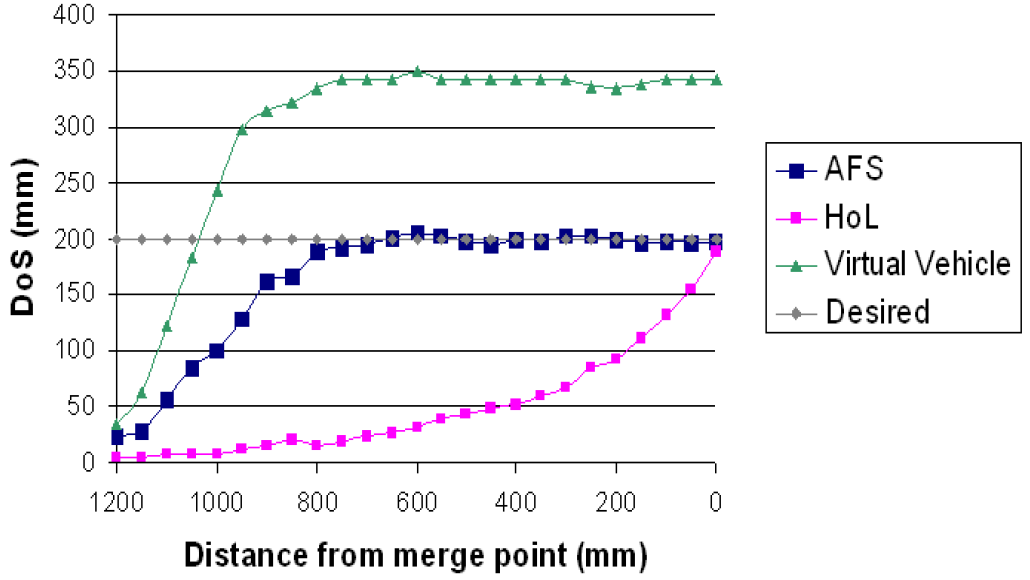 400
350
300
250
200
150
100
50
0
DoS (mm)
1200 1000 800 600 400 200 0
Distance from merge point (mm)
AFS
HoL
Virtual Vehicle
Desired